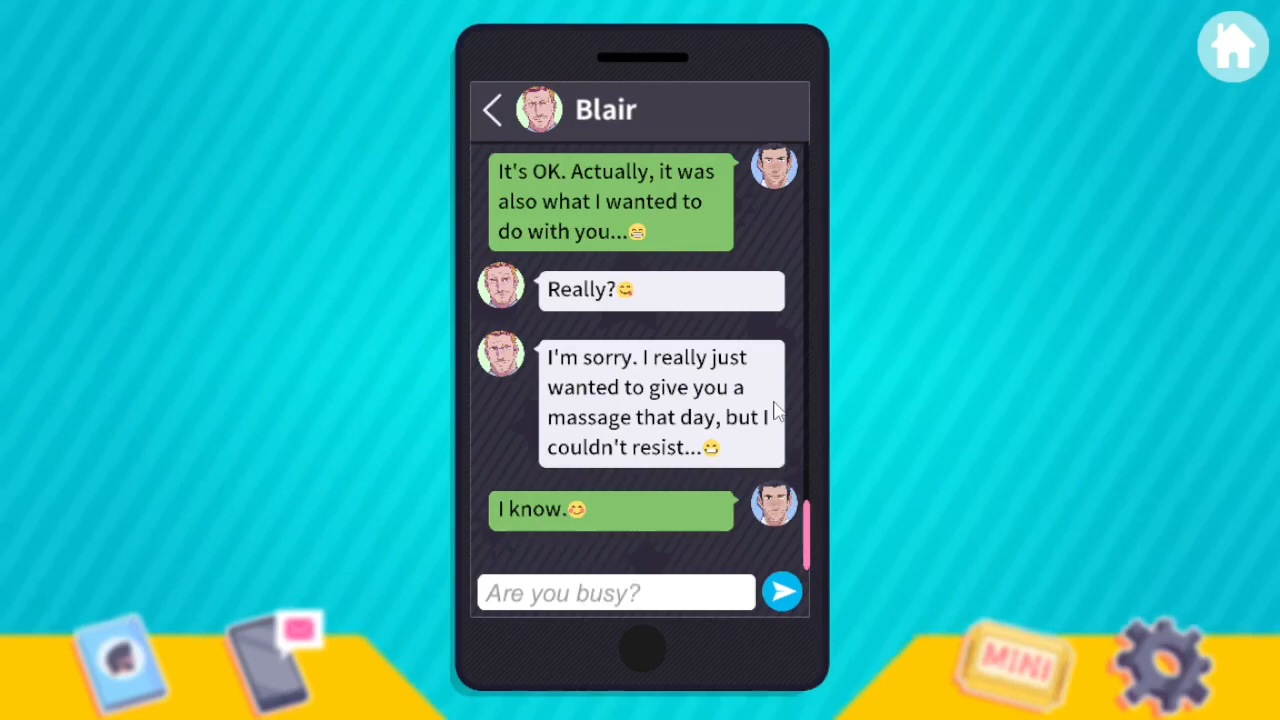 Blair
It's OK. Actually, it was
also what I wanted to
do with you...😁
Really?😋
I'm sorry. I really just
wanted to give you a
massage that day, but I
couldn't resist...😁
I know.😊
Are you busy?
MINI